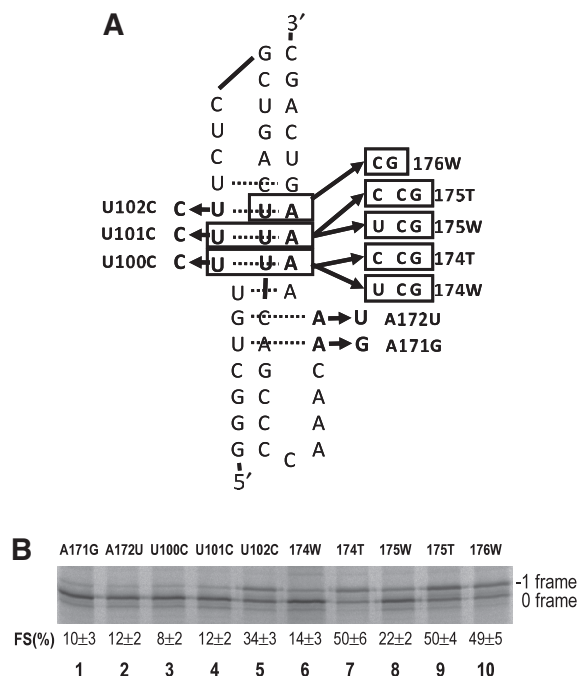 A
3′
G C
C G
C U A
U G C
C A U
C G 176W
U C G
C CG 175T
U102C C U U A
U CG 175W
U101C C U U A
C CG 174T
U100C C U U A
U CG 174W
U A
G C A U A172U
U A A G A171G
C G C
G C A
G C A
G C A
C
5′
B
A171G A172U U100C U101C U102C 174W 174T 175W 175T 176W
-1 frame
0 frame
FS(%) 10±3 12±2 8±2 12±2 34±3 14±3 50±6 22±2 50±4 49±5
1 2 3 4 5 6 7 8 9 10